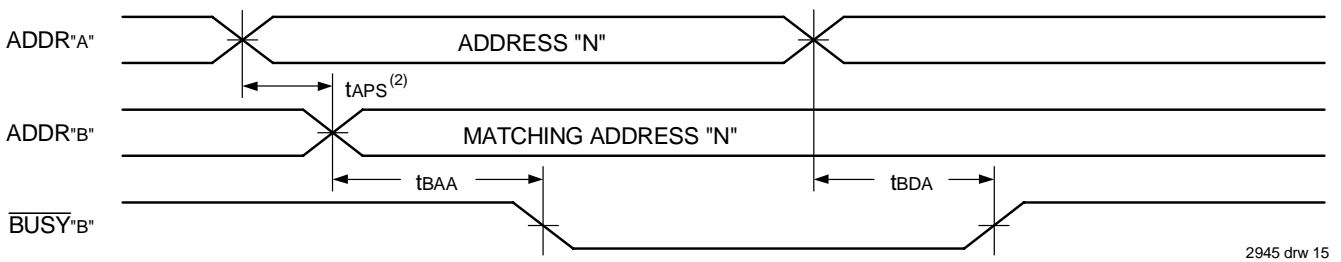 ADDR"A"
ADDRESS "N"
tAPS(2)
ADDR"B"
MATCHING ADDRESS "N"
tBAA
tBDA
BUSY"B"
2945 drw 15